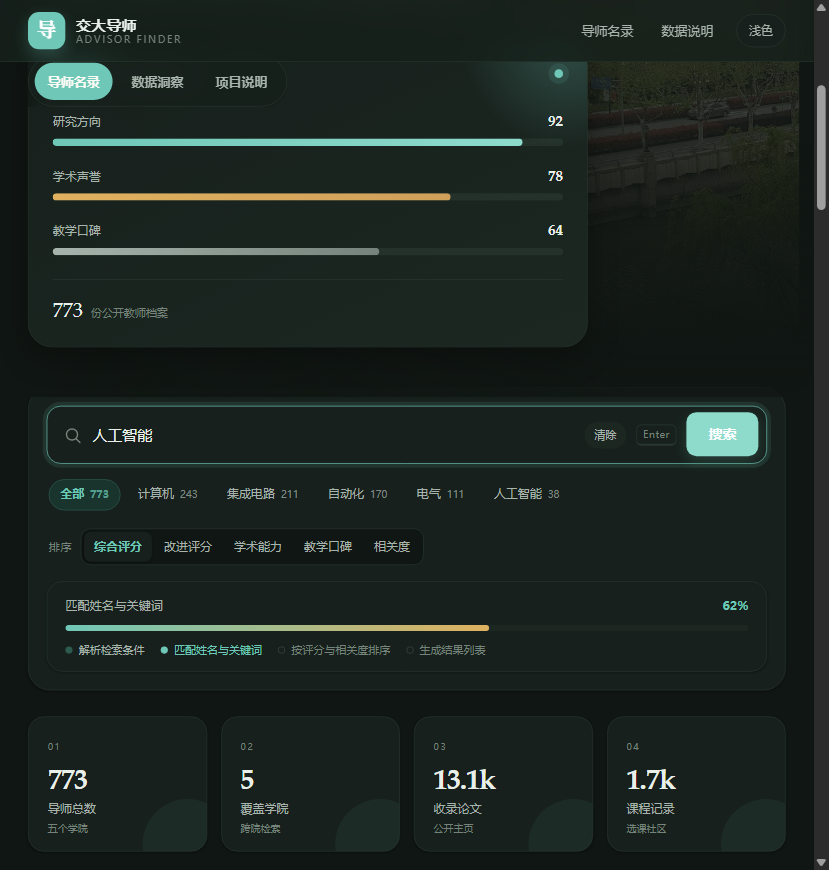 导 交大导师 导师名录 数据说明 浅色
ADVISOR FINDER
导师名录 数据洞察 项目说明
研究方向 92
学术声誉 78
教学口碑 64
773 份公开教师档案
人工智能 清除 Enter 搜索
全部 773 计算机 243 集成电路 211 自动化 170 电气 111 人工智能 38
排序 综合评分 改进评分 学术能力 教学口碑 相关度
匹配姓名与关键词 62%
解析检索条件 匹配姓名与关键词 按评分与相关度排序 生成结果列表
01 02 03 04
773 5 13.1k 1.7k
导师总数 覆盖学院 收录论文 课程记录
五个学院 跨院检索 公开主页 选课社区